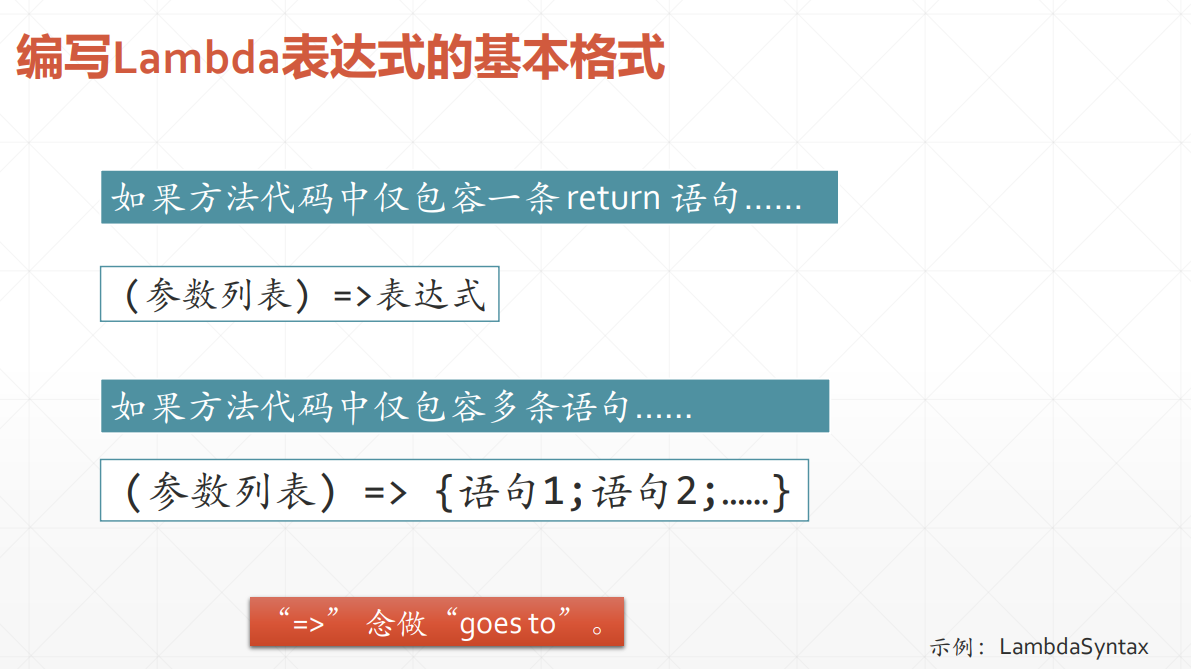 编写Lambda表达式的基本格式
如果方法代码中仅包容一条return 语句……
(参数列表) =>表达式
如果方法代码中仅包容多条语句……
(参数列表) => {语句1;语句2;……}
“=>” 念做“goes to”。
示例：LambdaSyntax